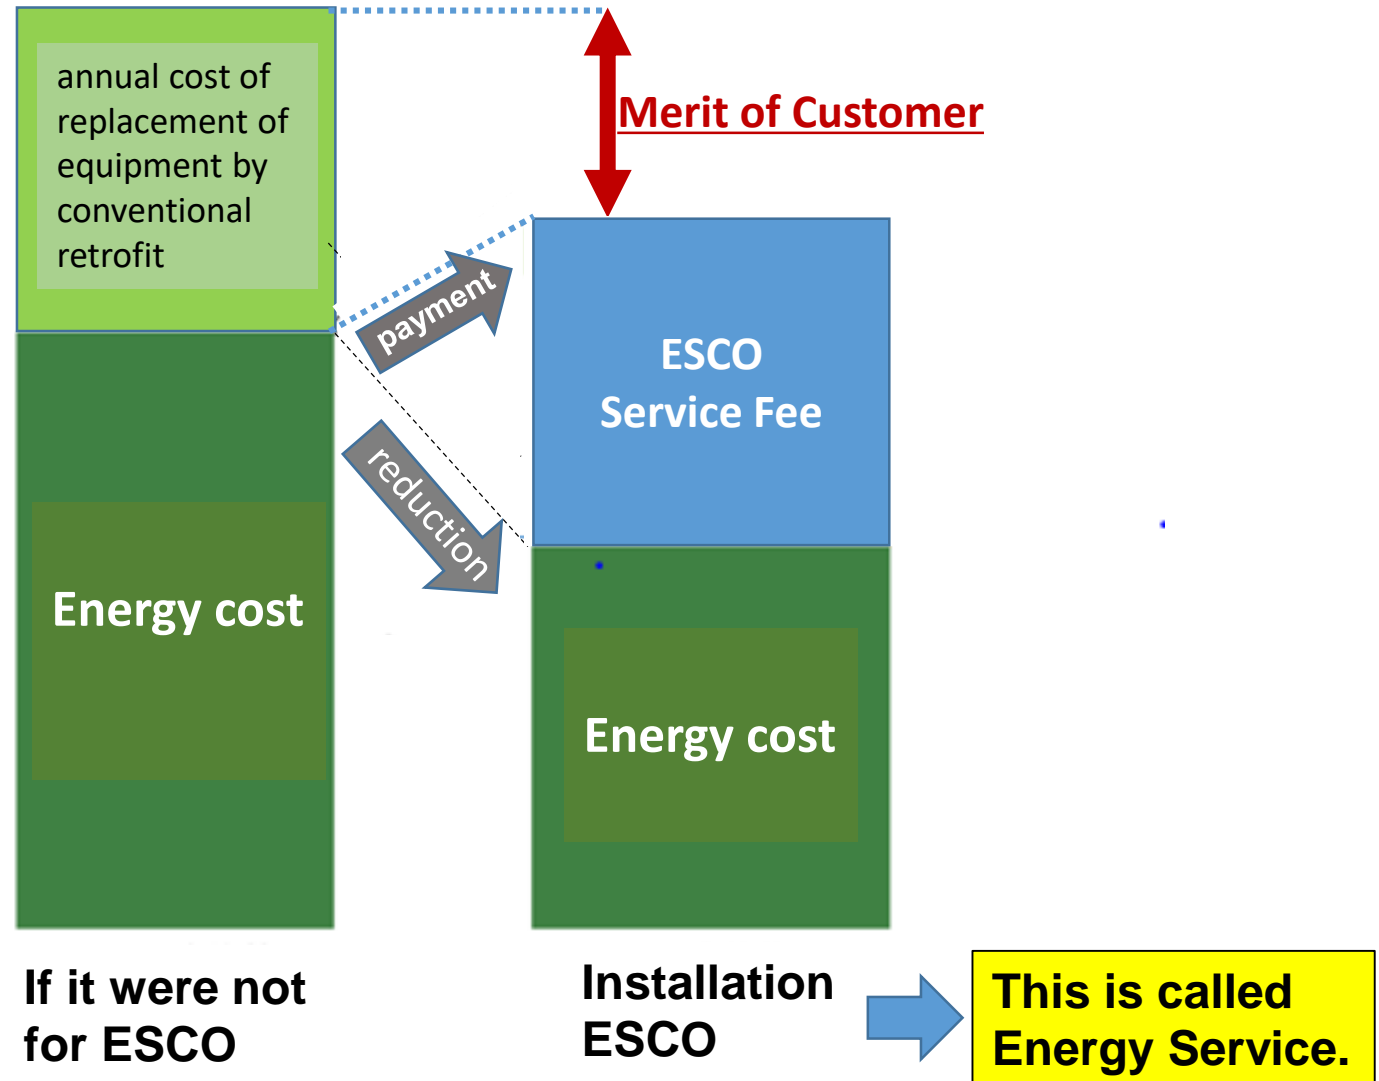 annual cost of
replacement of
equipment by
conventional
retrofit
Merit of Customer
payment
ESCO
Service Fee
reduction
Energy cost
Energy cost
If it were not
for ESCO
Installation
ESCO
This is called
Energy Service.